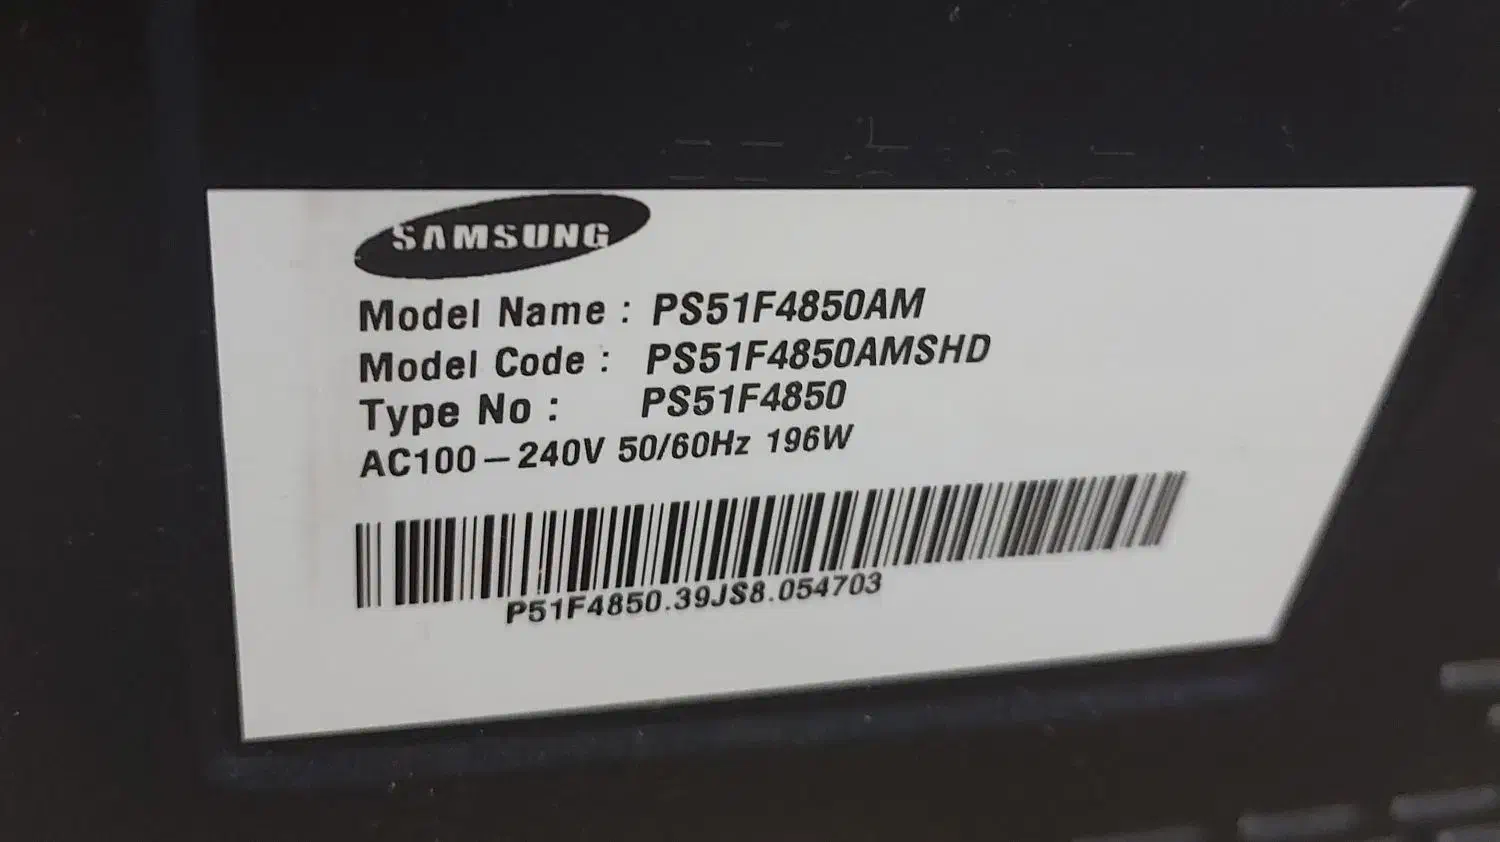 SAMSUNG
Model Name : PS51F4850AM
Model Code : PS51F4850AMSHD
Type No : PS51F4850
AC100-240V 50/60Hz 196W
P51F4850.39JS8.054703